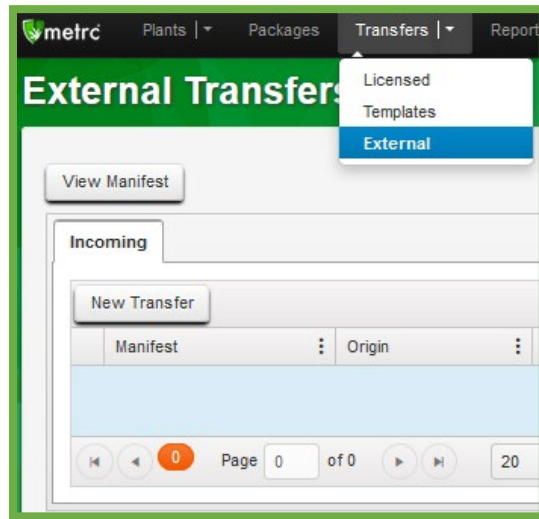 metrc Plants | Packages Transfers | Report
External Transfers
Licensed
Templates
External
View Manifest
Incoming
New Transfer
Manifest Origin
0 Page 0 of 0 20